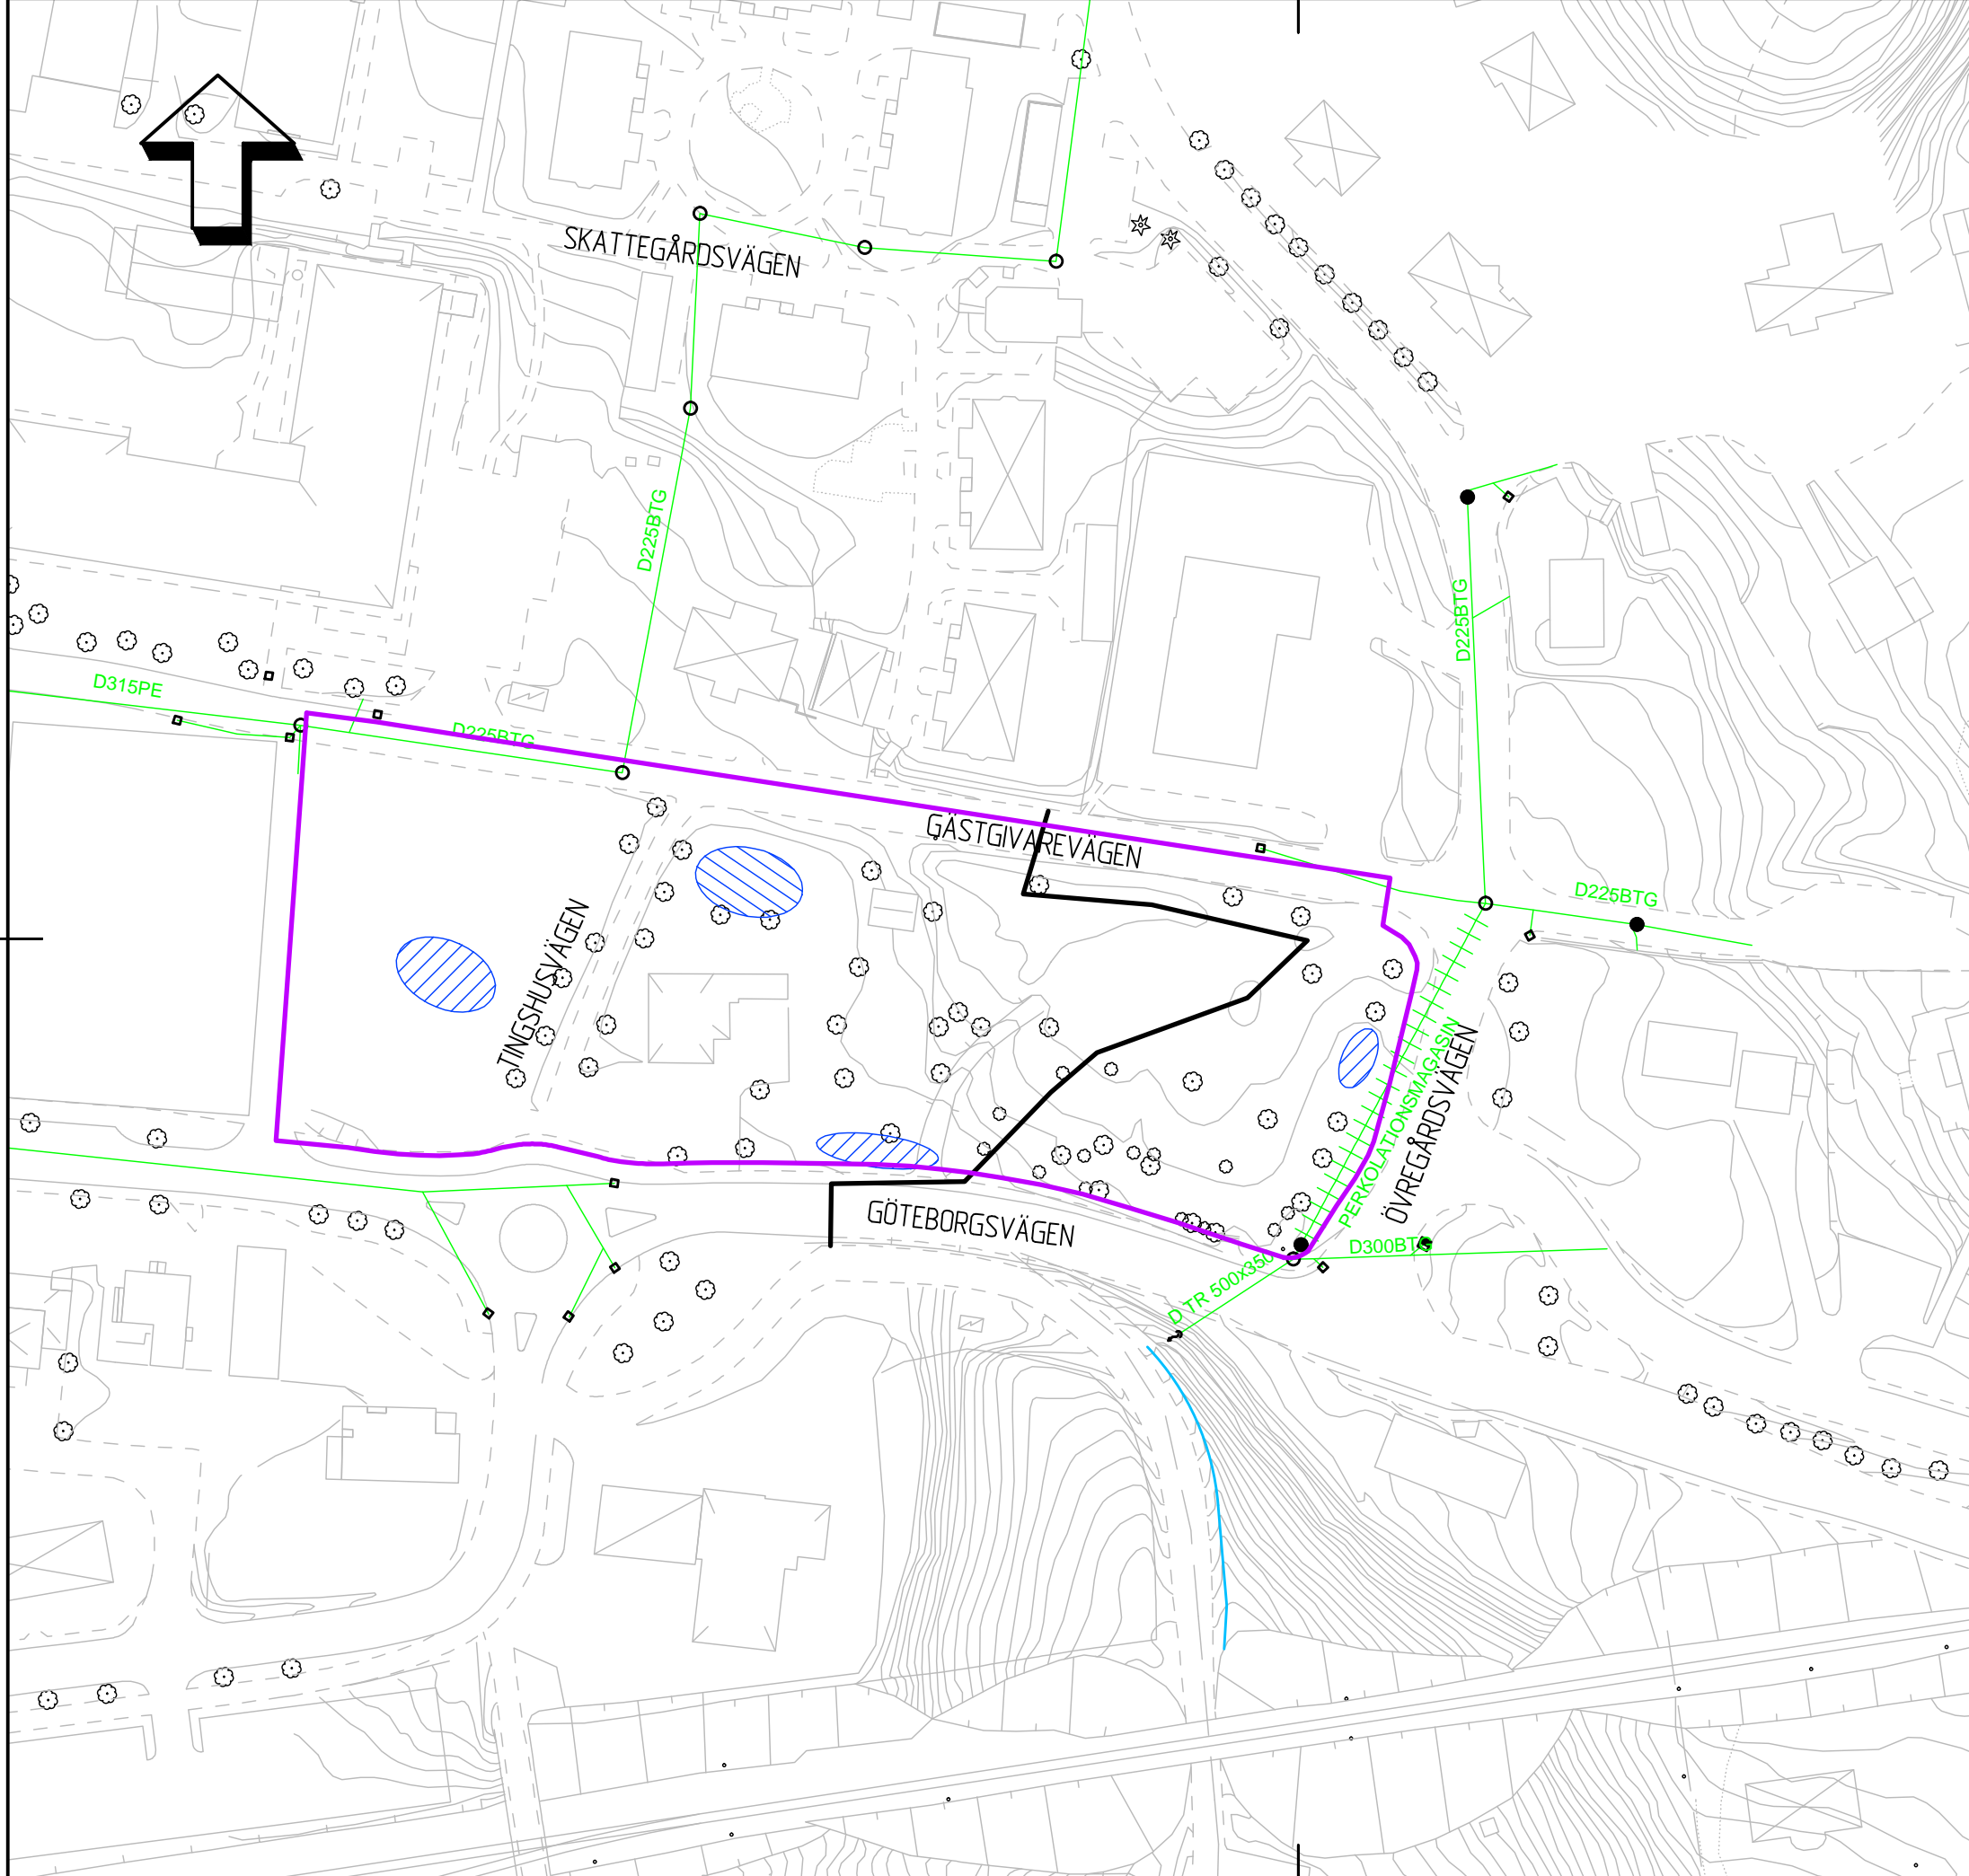 SKATTEGÅRDSVÄGEN
D225BTG
D225BTG
D315PE
D225BTG
GÄSTGIVAREVÄGEN
D225BTG
TINGSHUSVÄGEN
PERKOLATIONSMAGASIN
ÖVREGÅRDSVÄGEN
GÖTEBORGSVÄGEN
D300BTG
D TR 500x350